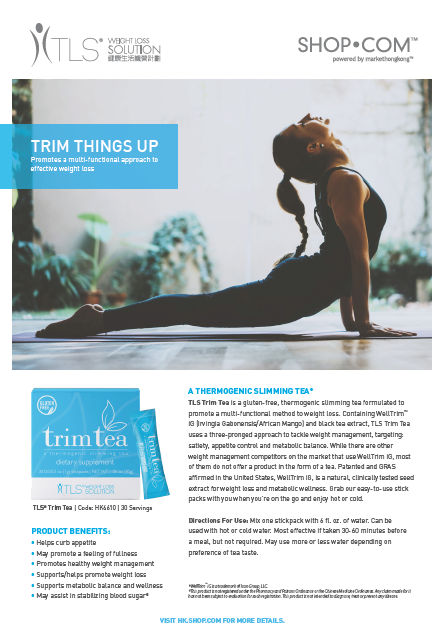 TLS® WEIGHT LOSS
SOLUTION
健康生活纖營計劃
SHOP•COM™
powered by markethongkong™
TRIM THINGS UP
Promotes a multi-functional approach to
effective weight loss
GLUTEN
FREE
trimtea
a thermogenic slimming tea
dietary supplement
TLS® WEIGHT LOSS
SOLUTION
trimtea
TLS® Trim Tea | Code: HK6610 | 30 Servings
PRODUCT BENEFITS:
• Helps curb appetite
• May promote a feeling of fullness
• Promotes healthy weight management
• Supports/helps promote weight loss
• Supports metabolic balance and wellness
• May assist in stabilizing blood sugar*
A THERMOGENIC SLIMMING TEA*
TLS Trim Tea is a gluten-free, thermogenic slimming tea formulated to
promote a multi-functional method to weight loss. Containing WellTrim™
IG (Irvingia Gabonensis/African Mango) and black tea extract, TLS Trim Tea
uses a three-pronged approach to tackle weight management, targeting:
satiety, appetite control and metabolic balance. While there are other
weight management competitors on the market that use WellTrim IG, most
of them do not offer a product in the form of a tea. Patented and GRAS
affirmed in the United States, WellTrim IG, is a natural, clinically tested seed
extract for weight loss and metabolic wellness. Grab our easy-to-use stick
packs with you when you're on the go and enjoy hot or cold.
Directions For Use: Mix one stickpack with 6 fl. oz. of water. Can be
used with hot or cold water. Most effective if taken 30-60 minutes before
a meal, but not required. May use more or less water depending on
preference of tea taste.
*WellTrim™ IG is a trademark of Icon Group, LLC.
*This product is not registered under the Pharmacy and Poisons Ordinance or the Chinese Medicine Ordinance. Any claim made for it
has not been subject to evaluation for such registration. This product is not intended to diagnose, treat or prevent any disease.
VISIT HK.SHOP.COM FOR MORE DETAILS.